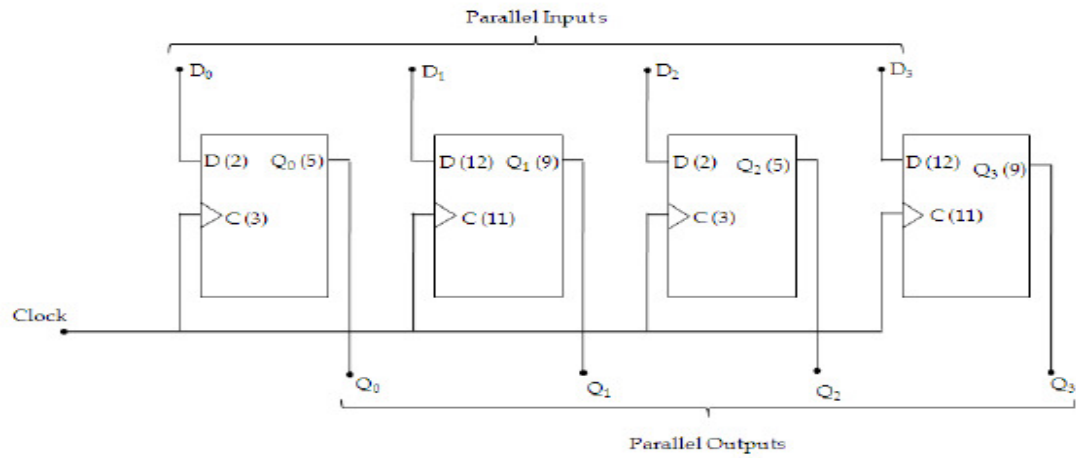 Parallel Inputs
D₀
D₁
D₂
D₃
D (2) Q₀ (5)
D (12) Q₁ (9)
D (2) Q₂ (5)
D (12) Q₃ (9)
C (3)
C (11)
C (3)
C (11)
Clock
Q₀
Q₁
Q₂
Q₃
Parallel Outputs